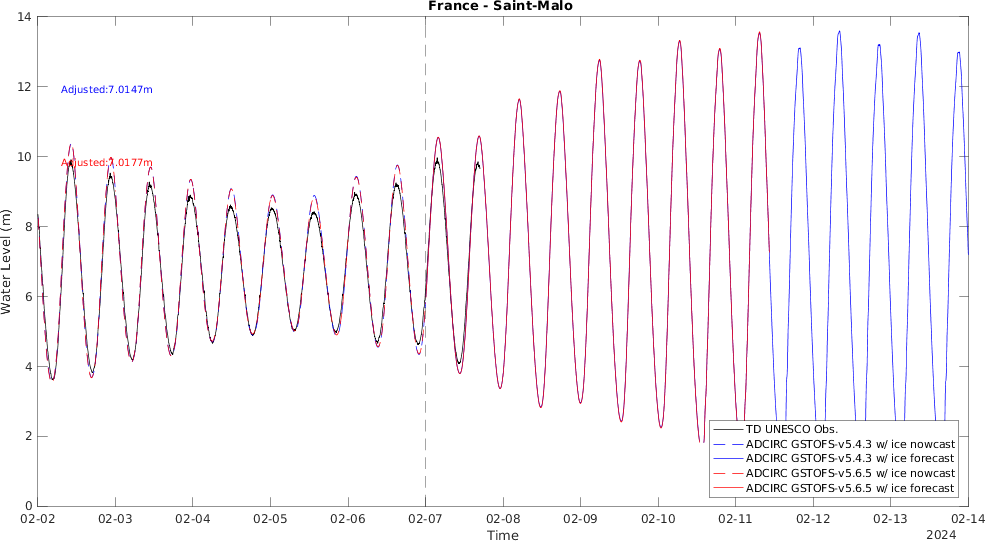 France - Saint-Malo
14
12
10
8
6
4
2
0
Water Level (m)
Adjusted:7.0147m
Adjusted:7.0177m
TD UNESCO Obs.
ADCIRC GSTOFS-v5.4.3 w/ ice nowcast
ADCIRC GSTOFS-v5.4.3 w/ ice forecast
ADCIRC GSTOFS-v5.6.5 w/ ice nowcast
ADCIRC GSTOFS-v5.6.5 w/ ice forecast
02-02 02-03 02-04 02-05 02-06 02-07 02-08 02-09 02-10 02-11 02-12 02-13 02-14
Time
2024